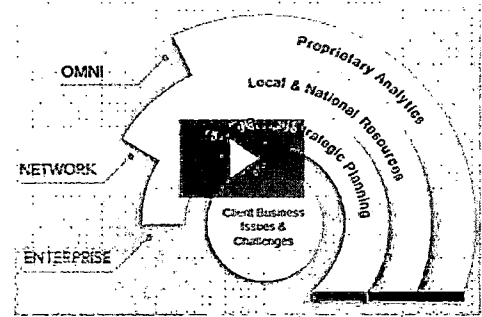 OMNI
NETWORK
ENTERPRISE
Proprietary Analytics
Local & National Resources
Strategic Planning
Client Business
Issues &
Challenges